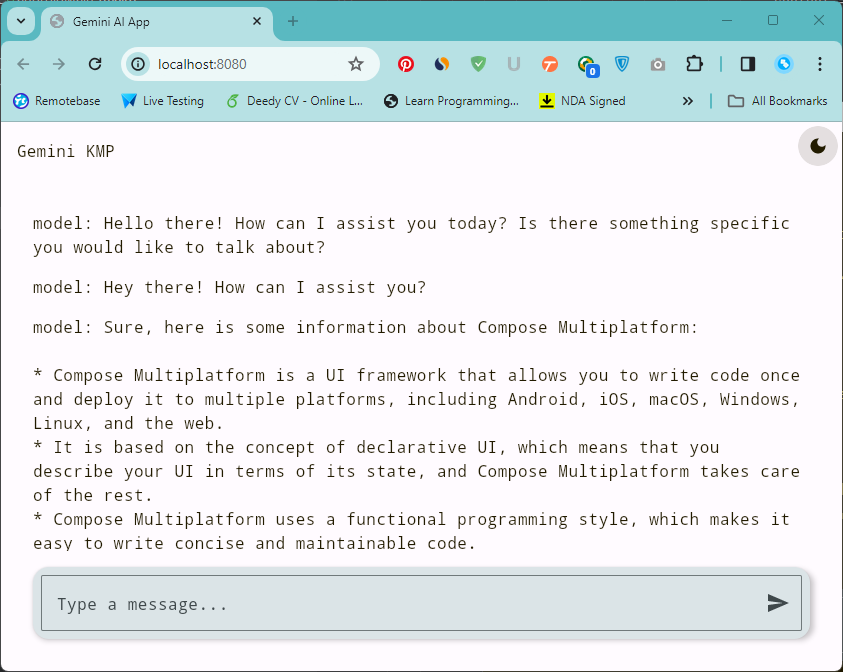 Gemini AI App
localhost:8080
0
Remotebase
Live Testing
Deedy CV - Online L...
Learn Programming...
NDA Signed
All Bookmarks
Gemini KMP
model: Hello there! How can I assist you today? Is there something specific
you would like to talk about?
model: Hey there! How can I assist you?
model: Sure, here is some information about Compose Multiplatform:
* Compose Multiplatform is a UI framework that allows you to write code once
and deploy it to multiple platforms, including Android, iOS, macOS, Windows,
Linux, and the web.
* It is based on the concept of declarative UI, which means that you
describe your UI in terms of its state, and Compose Multiplatform takes care
of the rest.
* Compose Multiplatform uses a functional programming style, which makes it
easy to write concise and maintainable code.
Type a message...